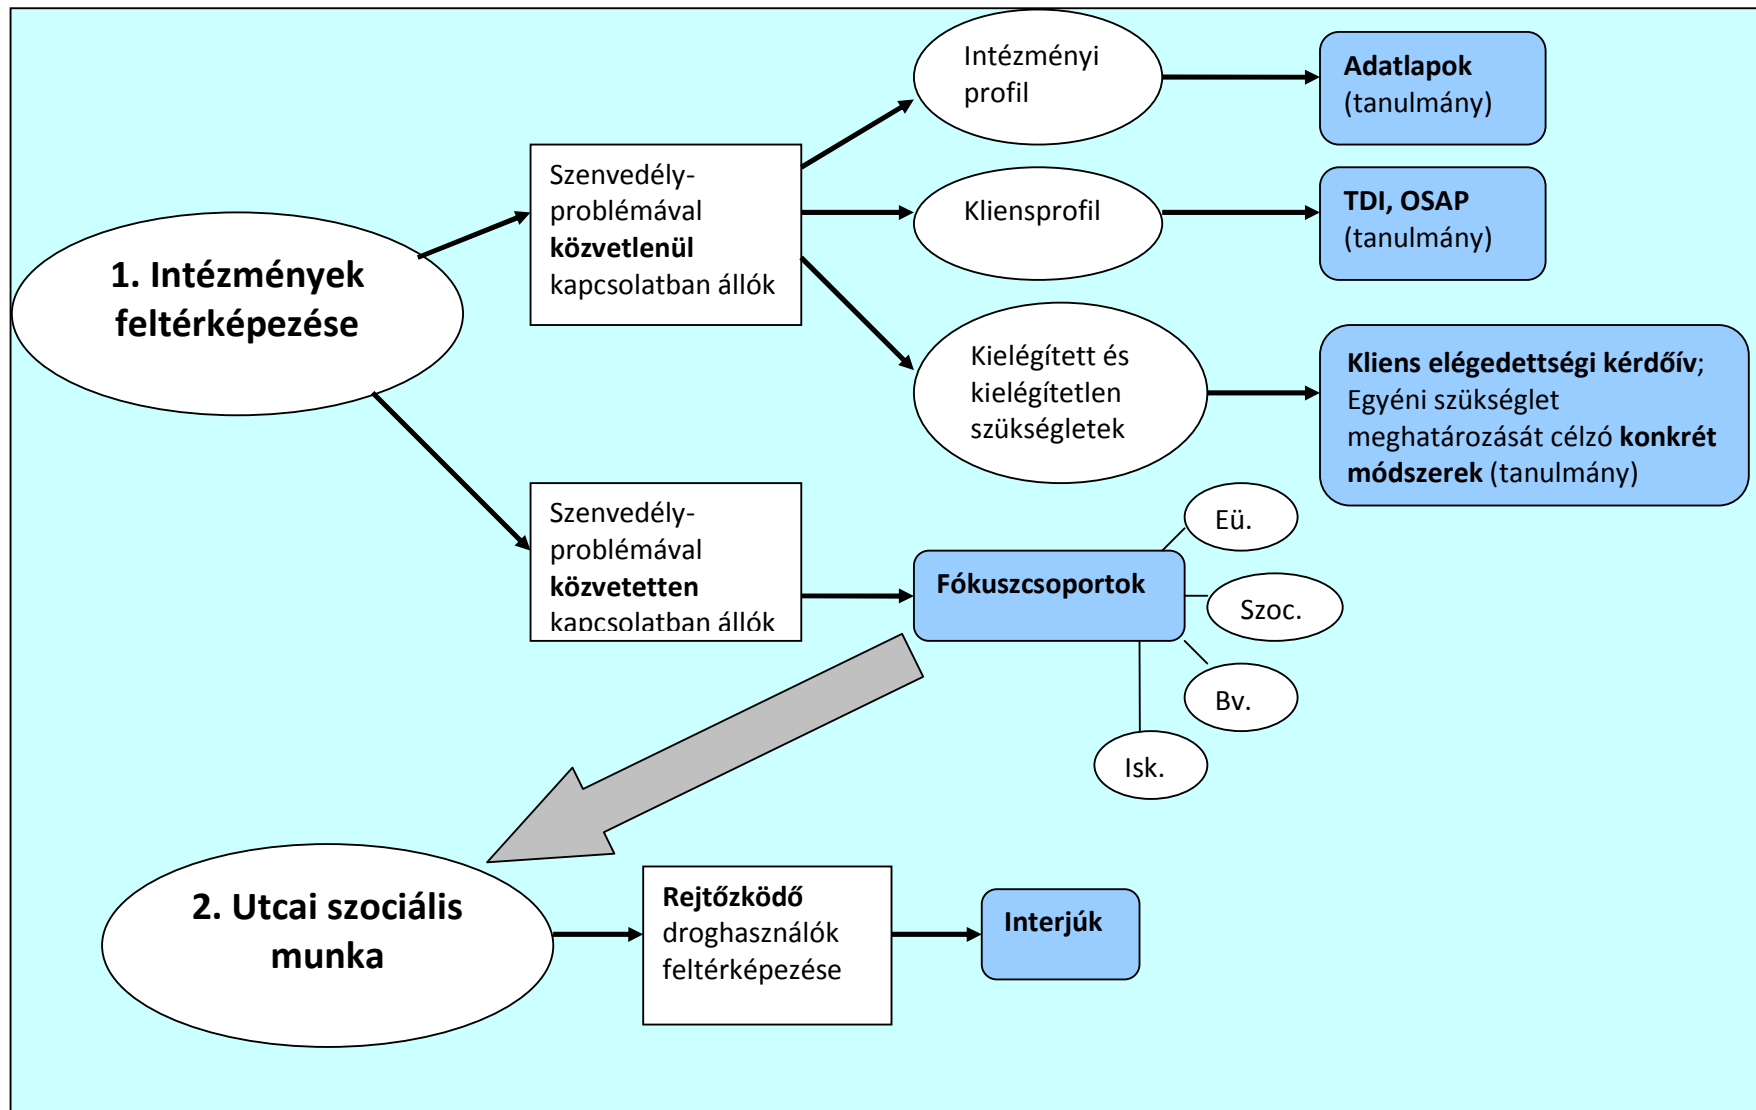 Intézményi
profil
Adatlapok
(tanulmány)
Szenvedély-
problémával
közvetlenül
kapcsolatban állók
Kliensprofil
TDI, OSAP
(tanulmány)
1. Intézmények
feltérképezése
Kielégített és
kielégítetlen
szükségletek
Kliens elégedettségi kérdőív;
Egyéni szükséglet
meghatározását célzó konkrét
módszerek (tanulmány)
Szenvedély-
problémával
közvetetten
kapcsolatban állók
Fókuszcsoportok
Eü.
Szoc.
Bv.
Isk.
2. Utcai szociális
munka
Rejtőzködő
droghasználók
feltérképezése
Interjúk